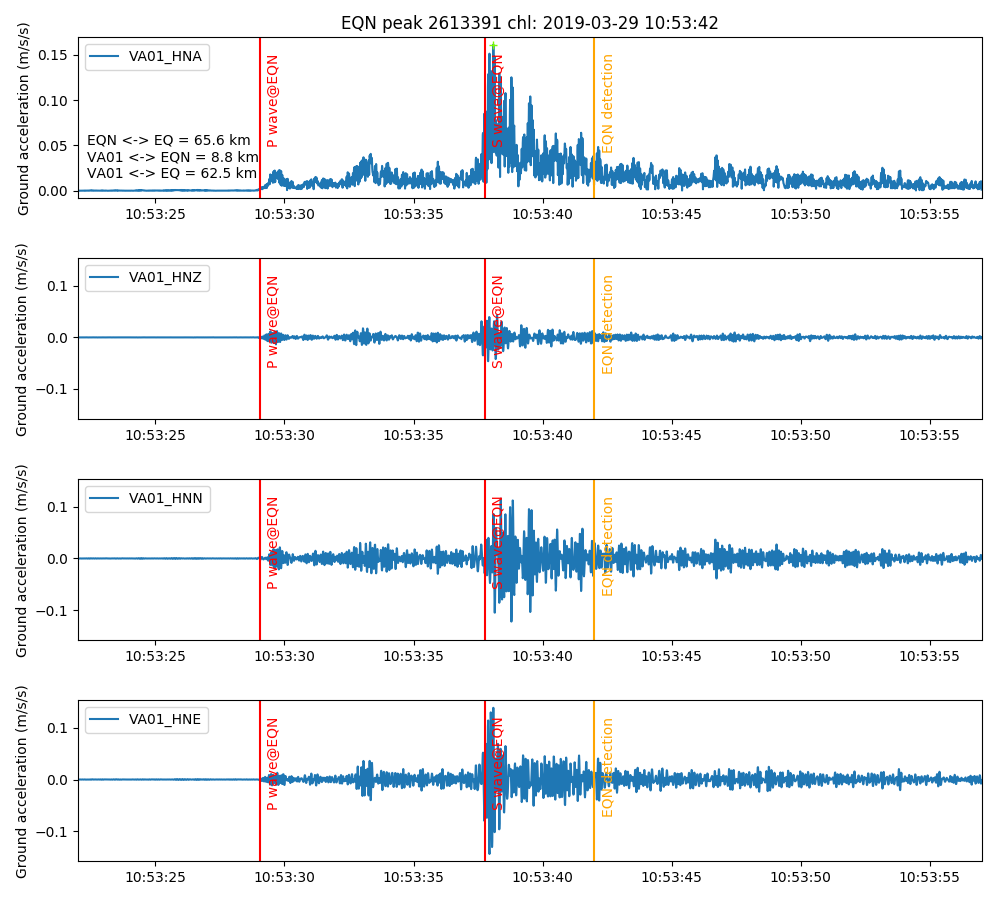 EQN peak 2613391 chl: 2019-03-29 10:53:42
Ground acceleration (m/s/s)
0.15
0.10
0.05
0.00
VA01_HNA
P wave@EQN
S wave@EQN
EQN detection
EQN <-> EQ = 65.6 km
VA01 <-> EQN = 8.8 km
VA01 <-> EQ = 62.5 km
10:53:25 10:53:30 10:53:35 10:53:40 10:53:45 10:53:50 10:53:55
Ground acceleration (m/s/s)
0.1
0.0
−0.1
VA01_HNZ
P wave@EQN
S wave@EQN
EQN detection
10:53:25 10:53:30 10:53:35 10:53:40 10:53:45 10:53:50 10:53:55
Ground acceleration (m/s/s)
0.1
0.0
−0.1
VA01_HNN
P wave@EQN
S wave@EQN
EQN detection
10:53:25 10:53:30 10:53:35 10:53:40 10:53:45 10:53:50 10:53:55
Ground acceleration (m/s/s)
0.1
0.0
−0.1
VA01_HNE
P wave@EQN
S wave@EQN
EQN detection
10:53:25 10:53:30 10:53:35 10:53:40 10:53:45 10:53:50 10:53:55